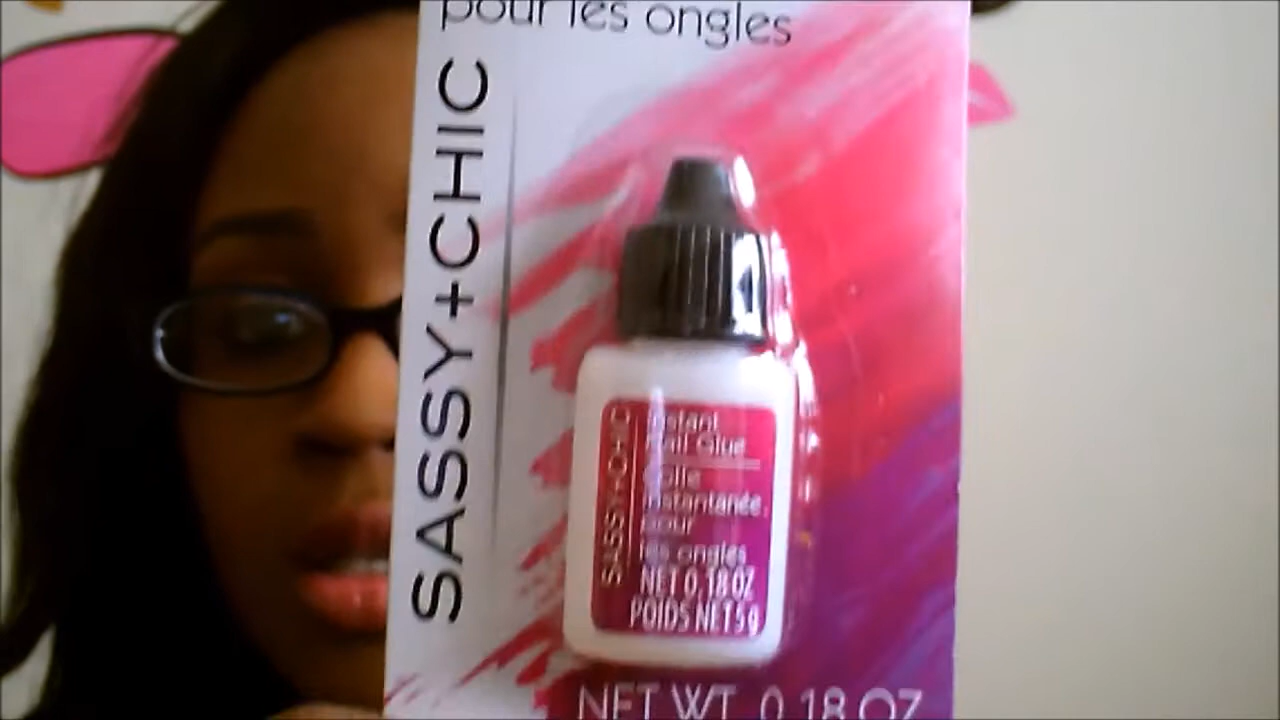 pour les ongles
SASSY+CHIC
SASSY+CHIC
Instant
Nail Glue
Colle
instantanée
pour
les ongles
NET 0.18 OZ
POIDS NET 5g
NET WT. 0.18 OZ